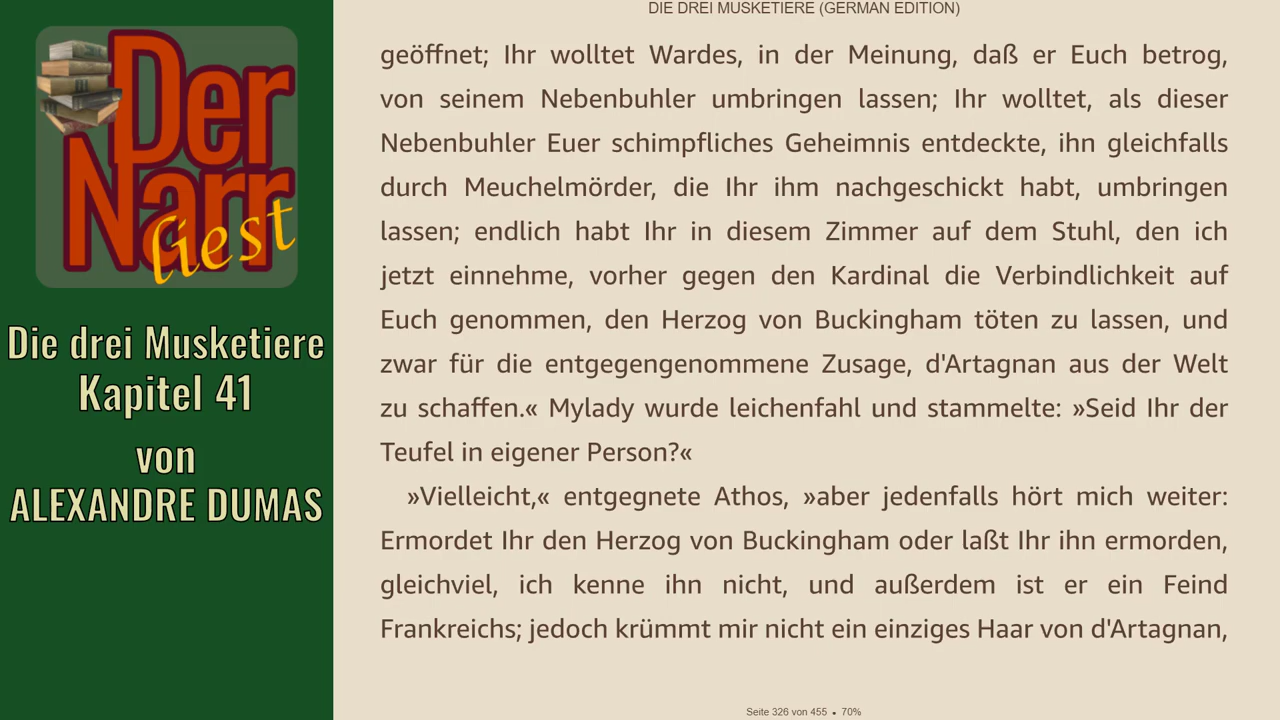 Der
Narr
liest
Die drei Musketiere
Kapitel 41
von
ALEXANDRE DUMAS
DIE DREI MUSKETIERE (GERMAN EDITION)
geöffnet; Ihr wolltet Wardes, in der Meinung, daß er Euch betrog,
von seinem Nebenbuhler umbringen lassen; Ihr wolltet, als dieser
Nebenbuhler Euer schimpfliches Geheimnis entdeckte, ihn gleichfalls
durch Meuchelmörder, die Ihr ihm nachgeschickt habt, umbringen
lassen; endlich habt Ihr in diesem Zimmer auf dem Stuhl, den ich
jetzt einnehme, vorher gegen den Kardinal die Verbindlichkeit auf
Euch genommen, den Herzog von Buckingham töten zu lassen, und
zwar für die entgegengenommene Zusage, d'Artagnan aus der Welt
zu schaffen.« Mylady wurde leichenfahl und stammelte: »Seid Ihr der
Teufel in eigener Person?«
»Vielleicht,« entgegnete Athos, »aber jedenfalls hört mich weiter:
Ermordet Ihr den Herzog von Buckingham oder laßt Ihr ihn ermorden,
gleichviel, ich kenne ihn nicht, und außerdem ist er ein Feind
Frankreichs; jedoch krümmt mir nicht ein einziges Haar von d'Artagnan,
Seite 326 von 455 • 70%